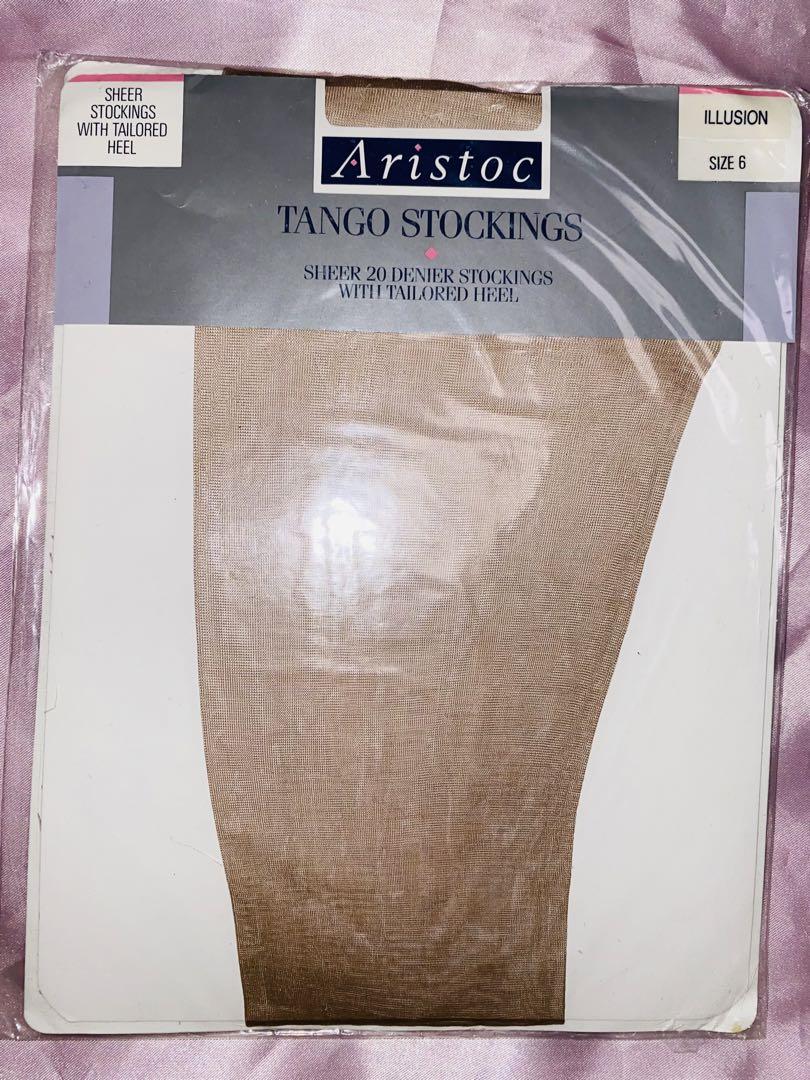 SHEER
STOCKINGS
WITH TAILORED
HEEL
ILLUSION
SIZE 6
Aristoc
TANGO STOCKINGS
SHEER 20 DENIER STOCKINGS
WITH TAILORED HEEL